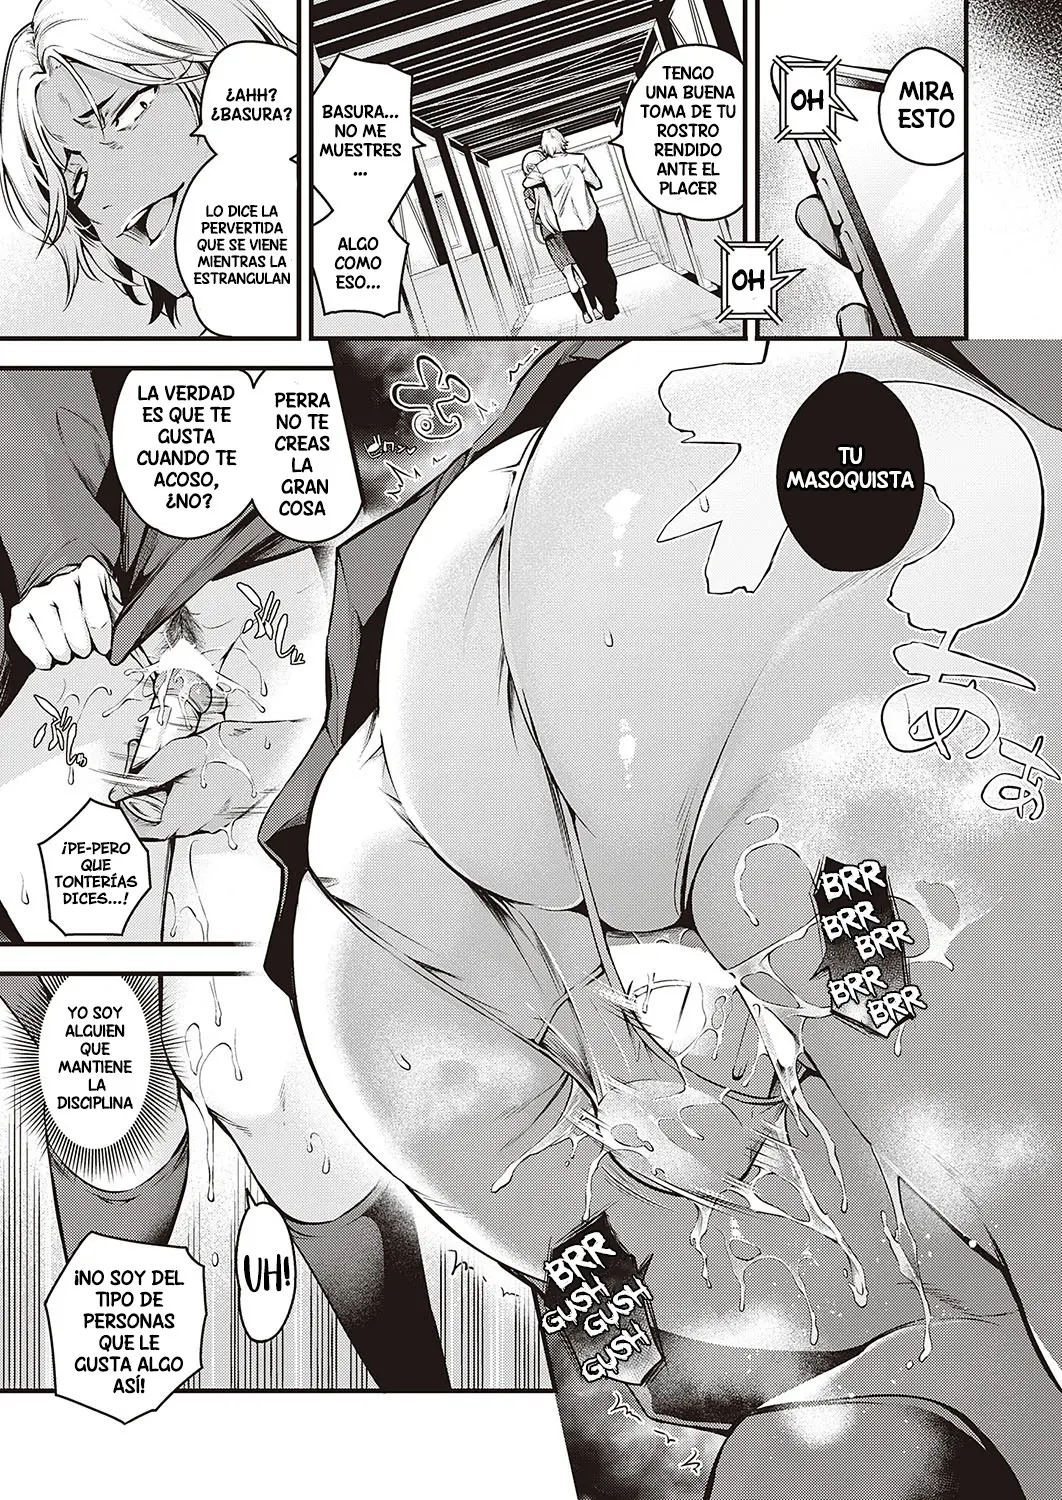 MIRA
ESTO
OH
TENGO
UNA BUENA
TOMA DE TU
ROSTRO
RENDIDO
ANTE EL
PLACER
OH
BASURA...
NO ME
MUESTRES
...
ALGO
COMO
ESO...
¿AHH?
¿BASURA?
LO DICE LA
PERVERTIDA
QUE SE VIENE
MIENTRAS LA
ESTRANGULAN
TU
MASOQUISTA
PERRA
NO TE
CREAS
LA
GRAN
COSA
LA VERDAD
ES QUE TE
GUSTA
CUANDO TE
ACOSO,
¿NO?
¡PE-PERO
QUE
TONTERÍAS
DICES...!
BRR
BRR
BRR
BRR
BRR
YO SOY
ALGUIEN
QUE
MANTIENE
LA
DISCIPLINA
UH!
BRR
GUSH
GUSH
GUSH
GUSH
¡NO SOY DEL
TIPO DE
PERSONAS
QUE LE
GUSTA ALGO
ASÍ!